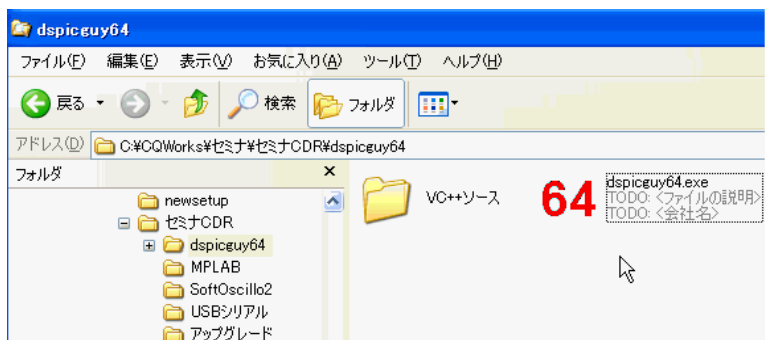 dspicguy64
ファイル(F) 編集(E) 表示(V) お気に入り(A) ツール(T) ヘルプ(H)
戻る 検索 フォルダ
アドレス(D) C:¥CQWorks¥セミナ¥セミナCDR¥dspicguy64
フォルダ
newsetup
セミナCDR
dspicguy64
MPLAB
SoftOscillo2
USBシリアル
アップグレード
VC++ソース
64
dspicguy64.exe
TODO: <ファイルの説明>
TODO: <会社名>